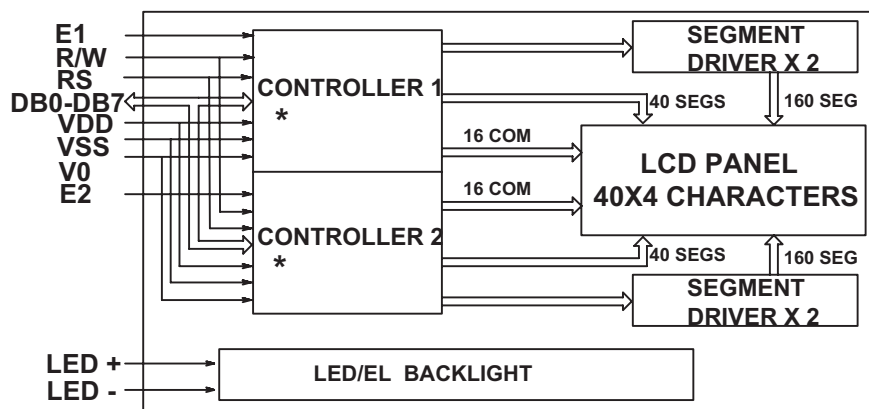 E1
R/W
RS
DB0-DB7
VDD
VSS
V0
E2
CONTROLLER 1
*
CONTROLLER 2
*
SEGMENT
DRIVER X 2
40 SEGS
160 SEG
16 COM
LCD PANEL
40X4 CHARACTERS
16 COM
40 SEGS
160 SEG
SEGMENT
DRIVER X 2
LED +
LED -
LED/EL BACKLIGHT